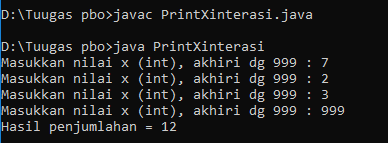 D:\Tuugas pbo>javac PrintXinterasi.java
D:\Tuugas pbo>java PrintXinterasi
Masukkan nilai x (int), akhiri dg 999 : 7
Masukkan nilai x (int), akhiri dg 999 : 2
Masukkan nilai x (int), akhiri dg 999 : 3
Masukkan nilai x (int), akhiri dg 999 : 999
Hasil penjumlahan = 12